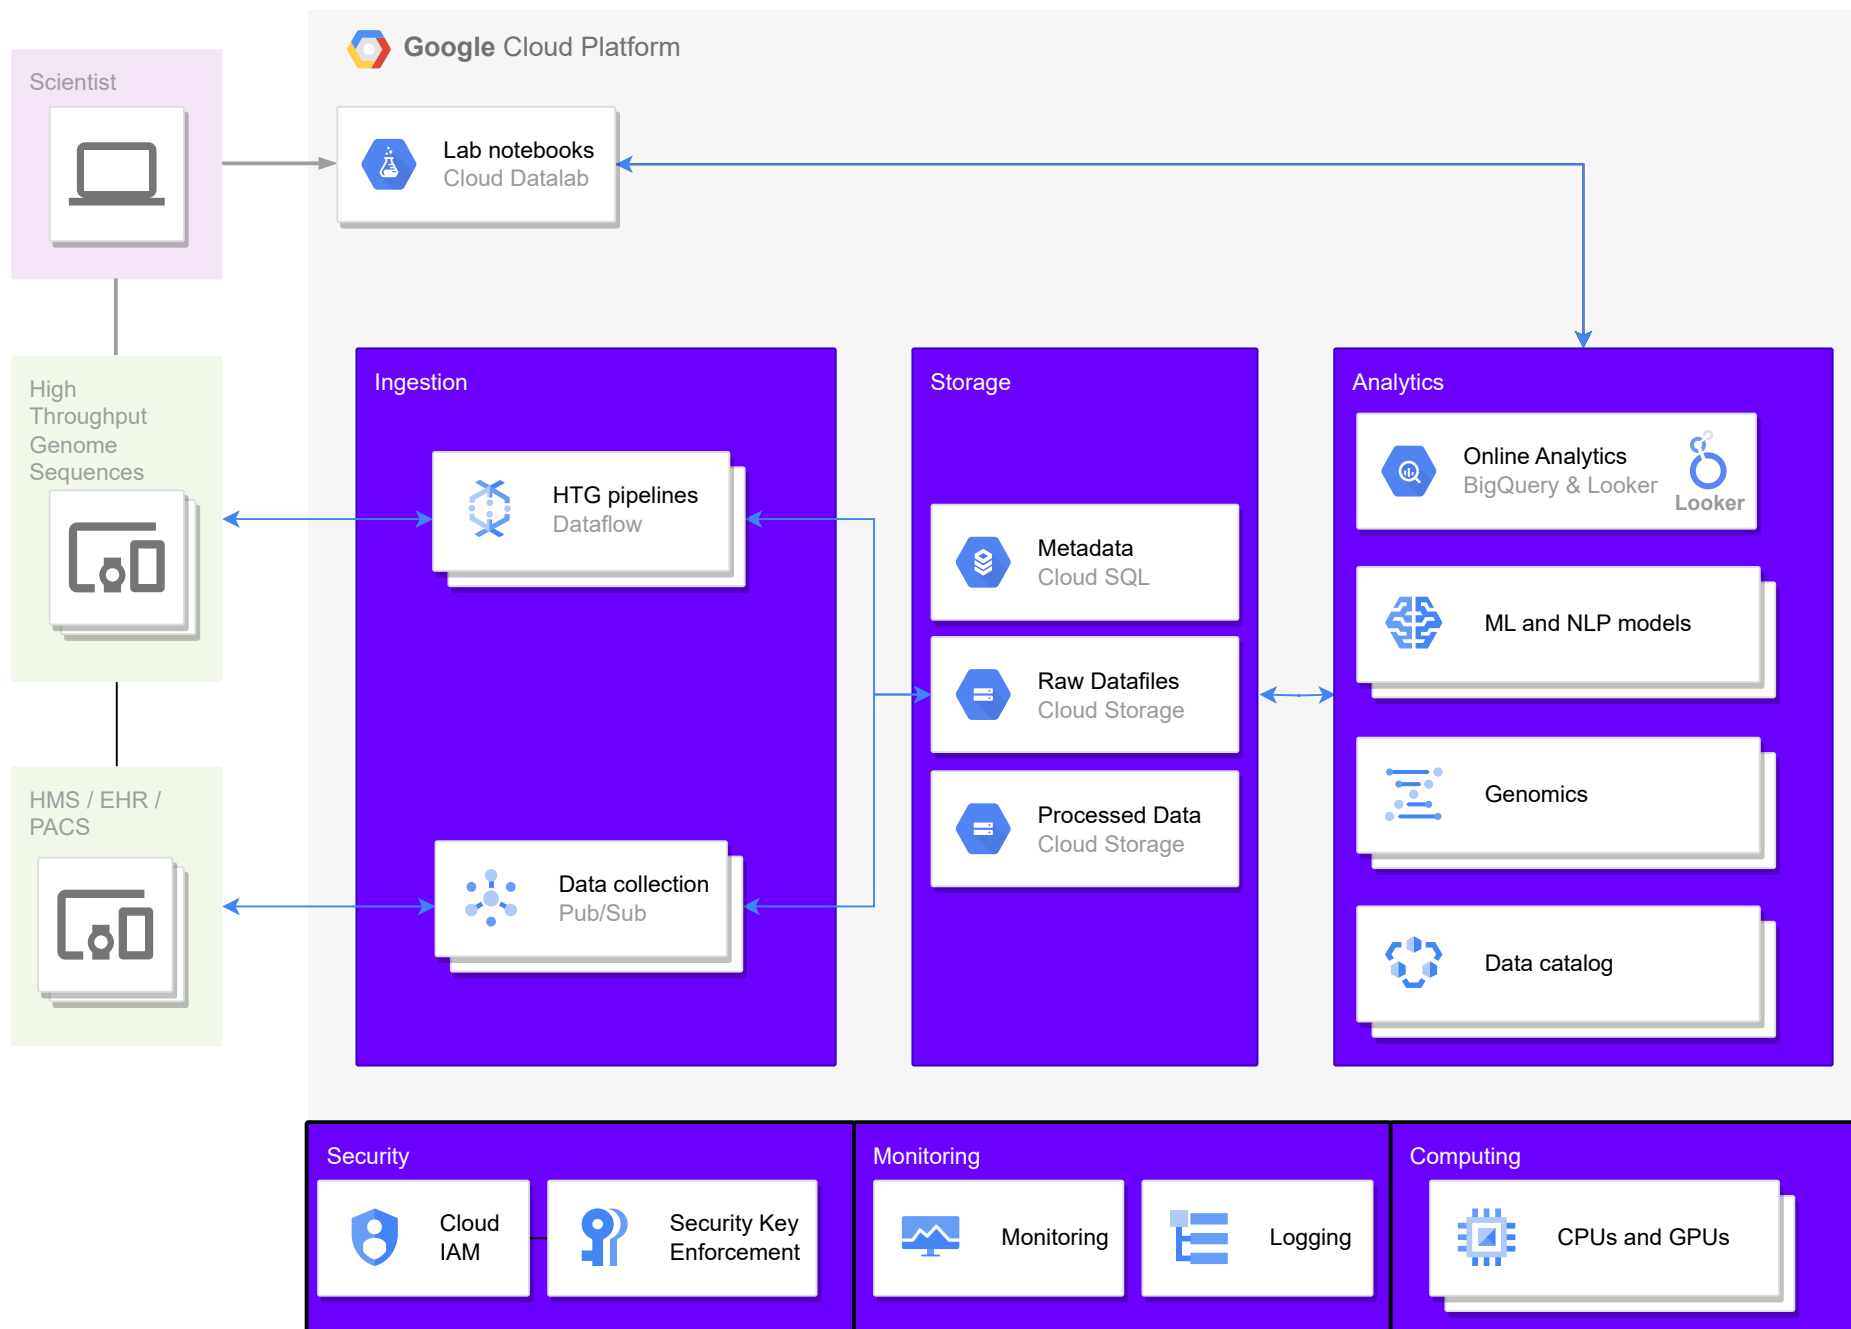 Google Cloud Platform
Scientist
Lab notebooks
Cloud Datalab
High
Throughput
Genome
Sequences
HMS / EHR /
PACS
Ingestion
HTG pipelines
Dataflow
Data collection
Pub/Sub
Storage
Metadata
Cloud SQL
Raw Datafiles
Cloud Storage
Processed Data
Cloud Storage
Analytics
Online Analytics
BigQuery & Looker
Looker
ML and NLP models
Genomics
Data catalog
Security
Cloud
IAM
Security Key
Enforcement
Monitoring
Monitoring
Logging
Computing
CPUs and GPUs